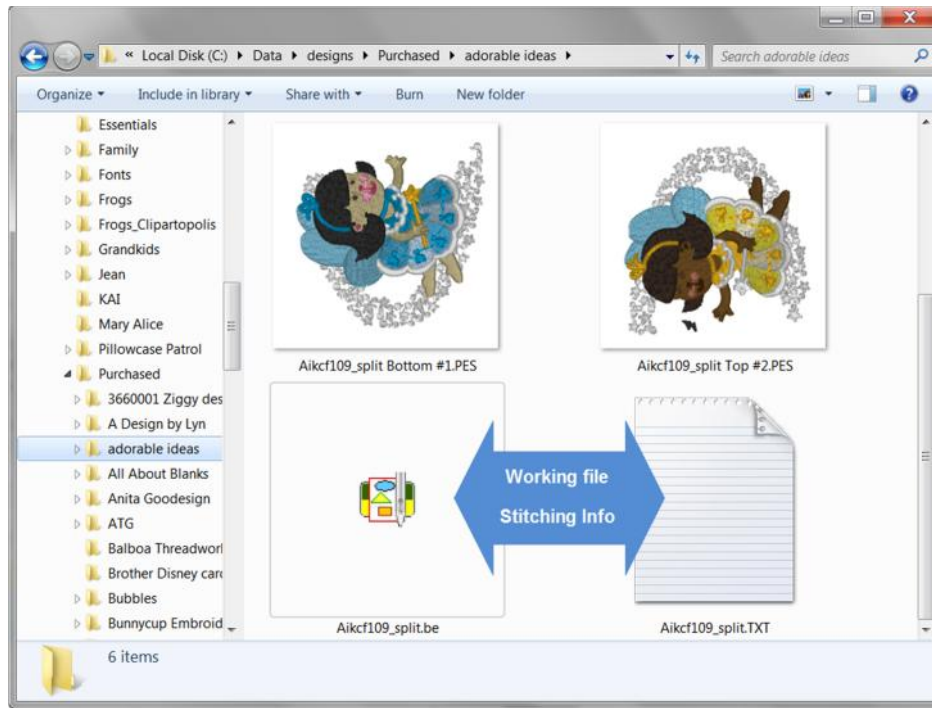 « Local Disk (C:) Data designs Purchased adorable ideas
Search adorable ideas
Organize Include in library Share with Burn New folder
Essentials
Family
Fonts
Frogs
Frogs_Clipartopolis
Grandkids
Jean
KAI
Mary Alice
Pillowcase Patrol
Purchased
3660001 Ziggy des
A Design by Lyn
adorable ideas
All About Blanks
Anita Goodesign
ATG
Balboa Threadwor
Brother Disney car
Bubbles
Bunnycup Embroid
Aikcf109_split Bottom #1.PES
Aikcf109_split Top #2.PES
Working file
Stitching Info
Aikcf109_split.be
Aikcf109_split.TXT
6 items